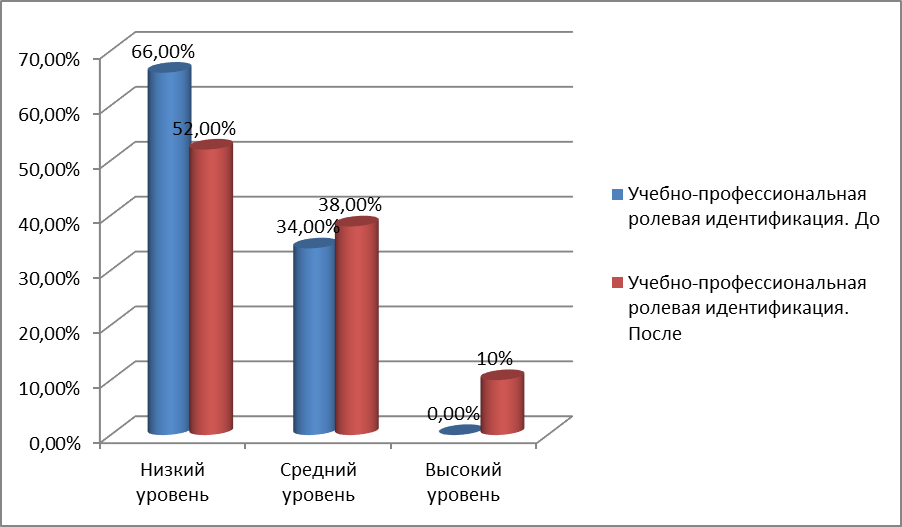 70,00%
60,00%
50,00%
40,00%
30,00%
20,00%
10,00%
0,00%
66,00%
52,00%
34,00%
38,00%
0,00%
10%
Низкий
уровень
Средний
уровень
Высокий
уровень
Учебно-профессиональная
ролевая идентификация. До
Учебно-профессиональная
ролевая идентификация.
После